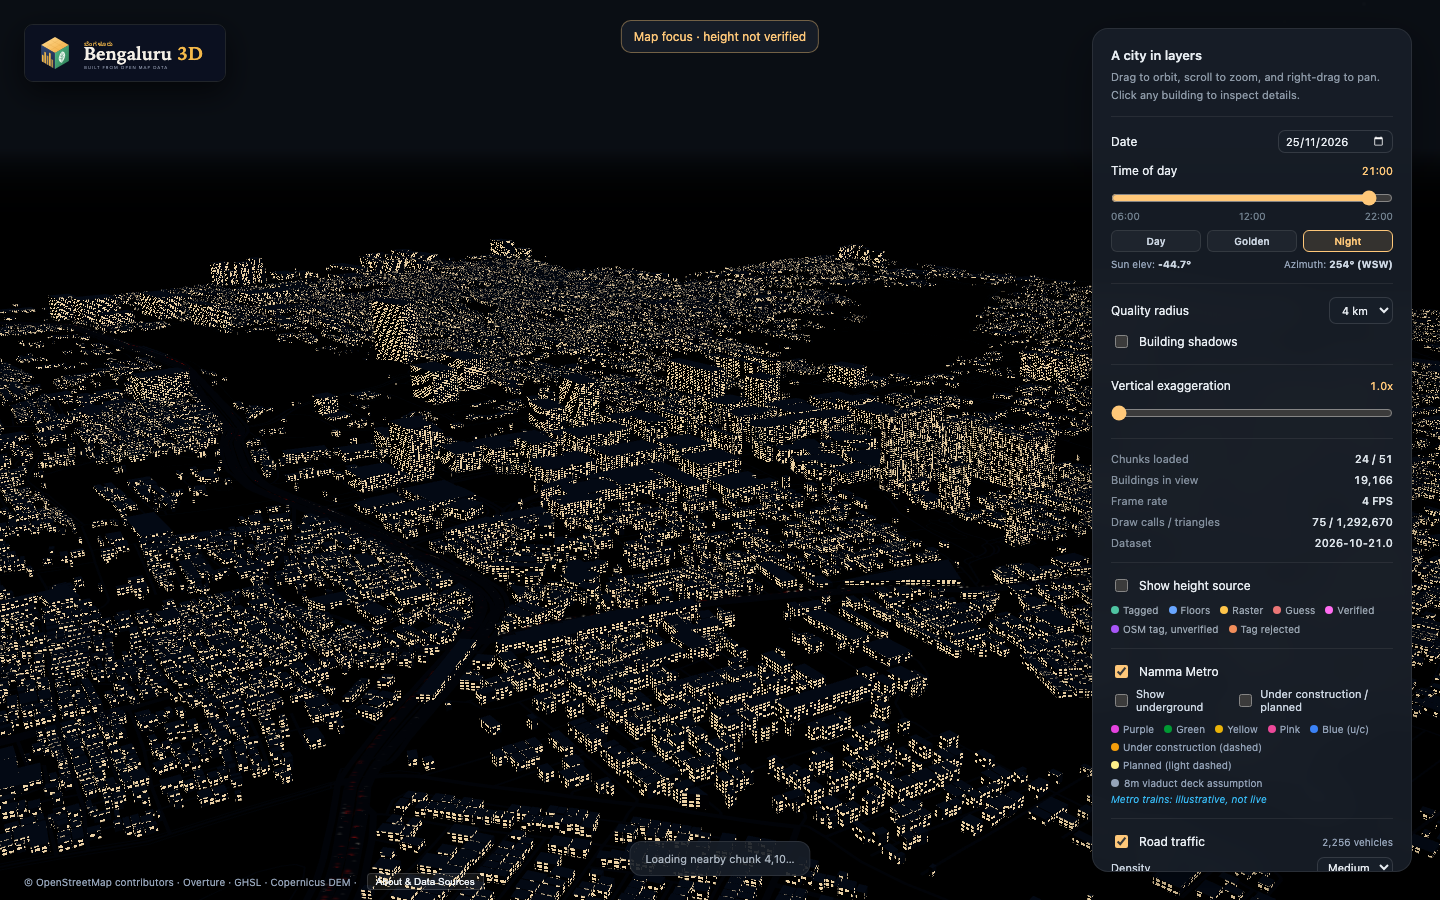 ಬೆಂಗಳೂರು
Bengaluru 3D
BUILT FROM OPEN MAP DATA
Map focus · height not verified
A city in layers
Drag to orbit, scroll to zoom, and right-drag to pan.
Click any building to inspect details.
Date 25/11/2026
Time of day 21:00
06:00 12:00 22:00
Day Golden Night
Sun elev: -44.7° Azimuth: 254° (WSW)
Quality radius 4 km
Building shadows
Vertical exaggeration 1.0x
Chunks loaded 24 / 51
Buildings in view 19,166
Frame rate 4 FPS
Draw calls / triangles 75 / 1,292,670
Dataset 2026-10-21.0
Show height source
Tagged Floors Raster Guess Verified
OSM tag, unverified Tag rejected
Namma Metro
Show underground
Under construction / planned
Purple Green Yellow Pink Blue (u/c)
Under construction (dashed)
Planned (light dashed)
8m viaduct deck assumption
Metro trains: illustrative, not live
Road traffic 2,256 vehicles
Density Medium
Loading nearby chunk 4,10...
© OpenStreetMap contributors · Overture · GHSL · Copernicus DEM · About & Data Sources